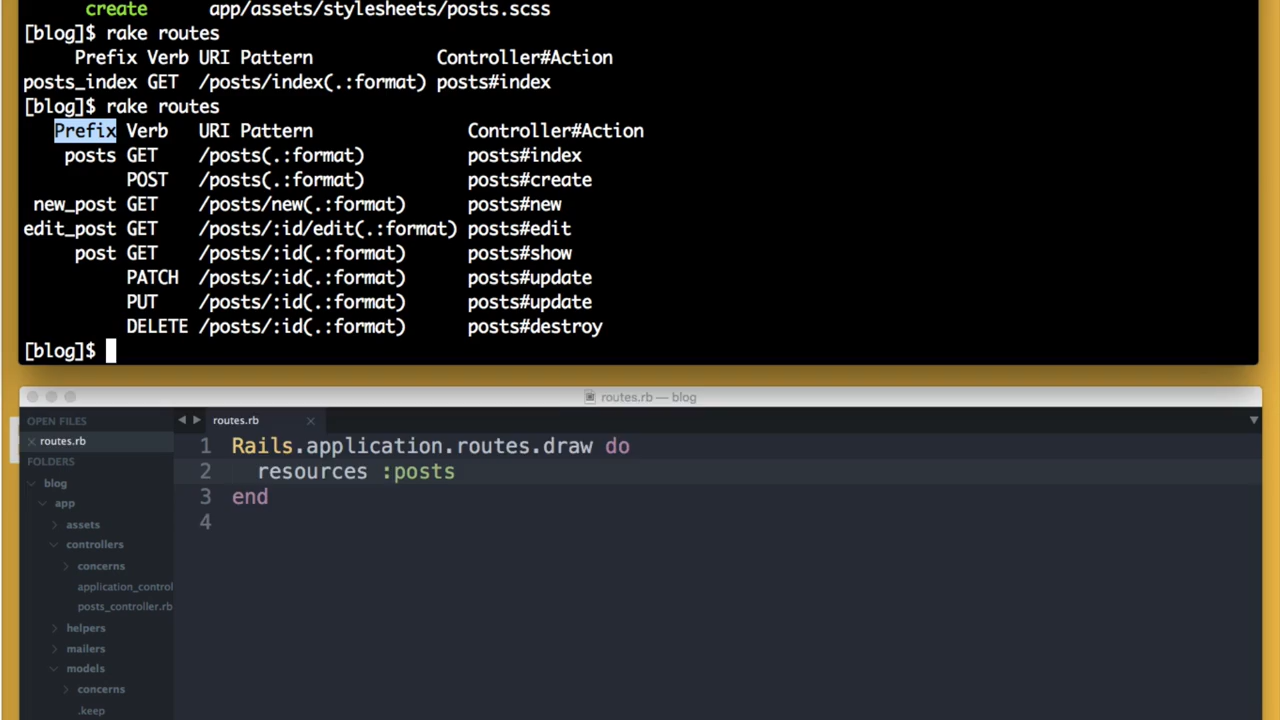 create app/assets/stylesheets/posts.scss
[blog]$ rake routes
Prefix Verb URI Pattern Controller#Action
posts_index GET /posts/index(.:format) posts#index
[blog]$ rake routes
Prefix Verb URI Pattern Controller#Action
posts GET /posts(.:format) posts#index
POST /posts(.:format) posts#create
new_post GET /posts/new(.:format) posts#new
edit_post GET /posts/:id/edit(.:format) posts#edit
post GET /posts/:id(.:format) posts#show
PATCH /posts/:id(.:format) posts#update
PUT /posts/:id(.:format) posts#update
DELETE /posts/:id(.:format) posts#destroy
[blog]$
routes.rb — blog
OPEN FILES
routes.rb
FOLDERS
blog
app
assets
controllers
concerns
application_control
posts_controller.rb
helpers
mailers
models
concerns
.keep
routes.rb
1 Rails.application.routes.draw do
2 resources :posts
3 end
4